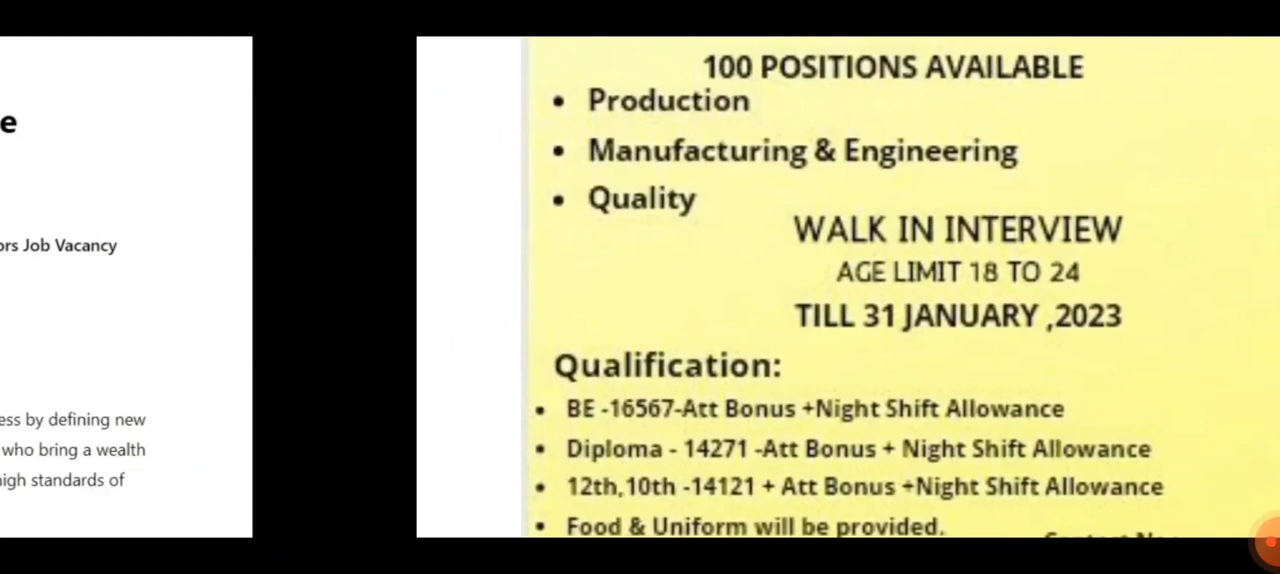 e
ors Job Vacancy
ess by defining new
who bring a wealth
high standards of
100 POSITIONS AVAILABLE
• Production
• Manufacturing & Engineering
• Quality
WALK IN INTERVIEW
AGE LIMIT 18 TO 24
TILL 31 JANUARY ,2023
Qualification:
• BE -16567-Att Bonus +Night Shift Allowance
• Diploma - 14271 -Att Bonus + Night Shift Allowance
• 12th,10th -14121 + Att Bonus +Night Shift Allowance
• Food & Uniform will be provided.